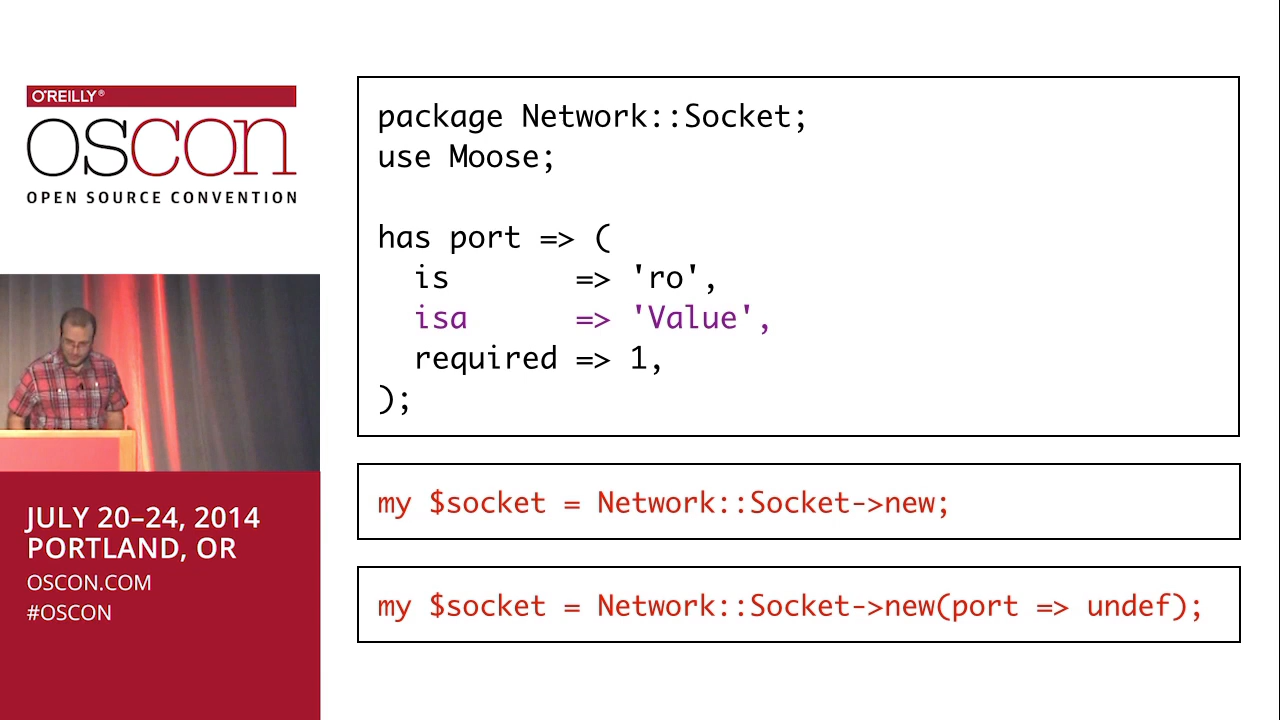 O'REILLY®
OSCON
OPEN SOURCE CONVENTION
JULY 20–24, 2014
PORTLAND, OR
OSCON.COM
#OSCON
package Network::Socket;
use Moose;
has port => (
  is       => 'ro',
  isa      => 'Value',
  required => 1,
);
my $socket = Network::Socket->new;
my $socket = Network::Socket->new(port => undef);